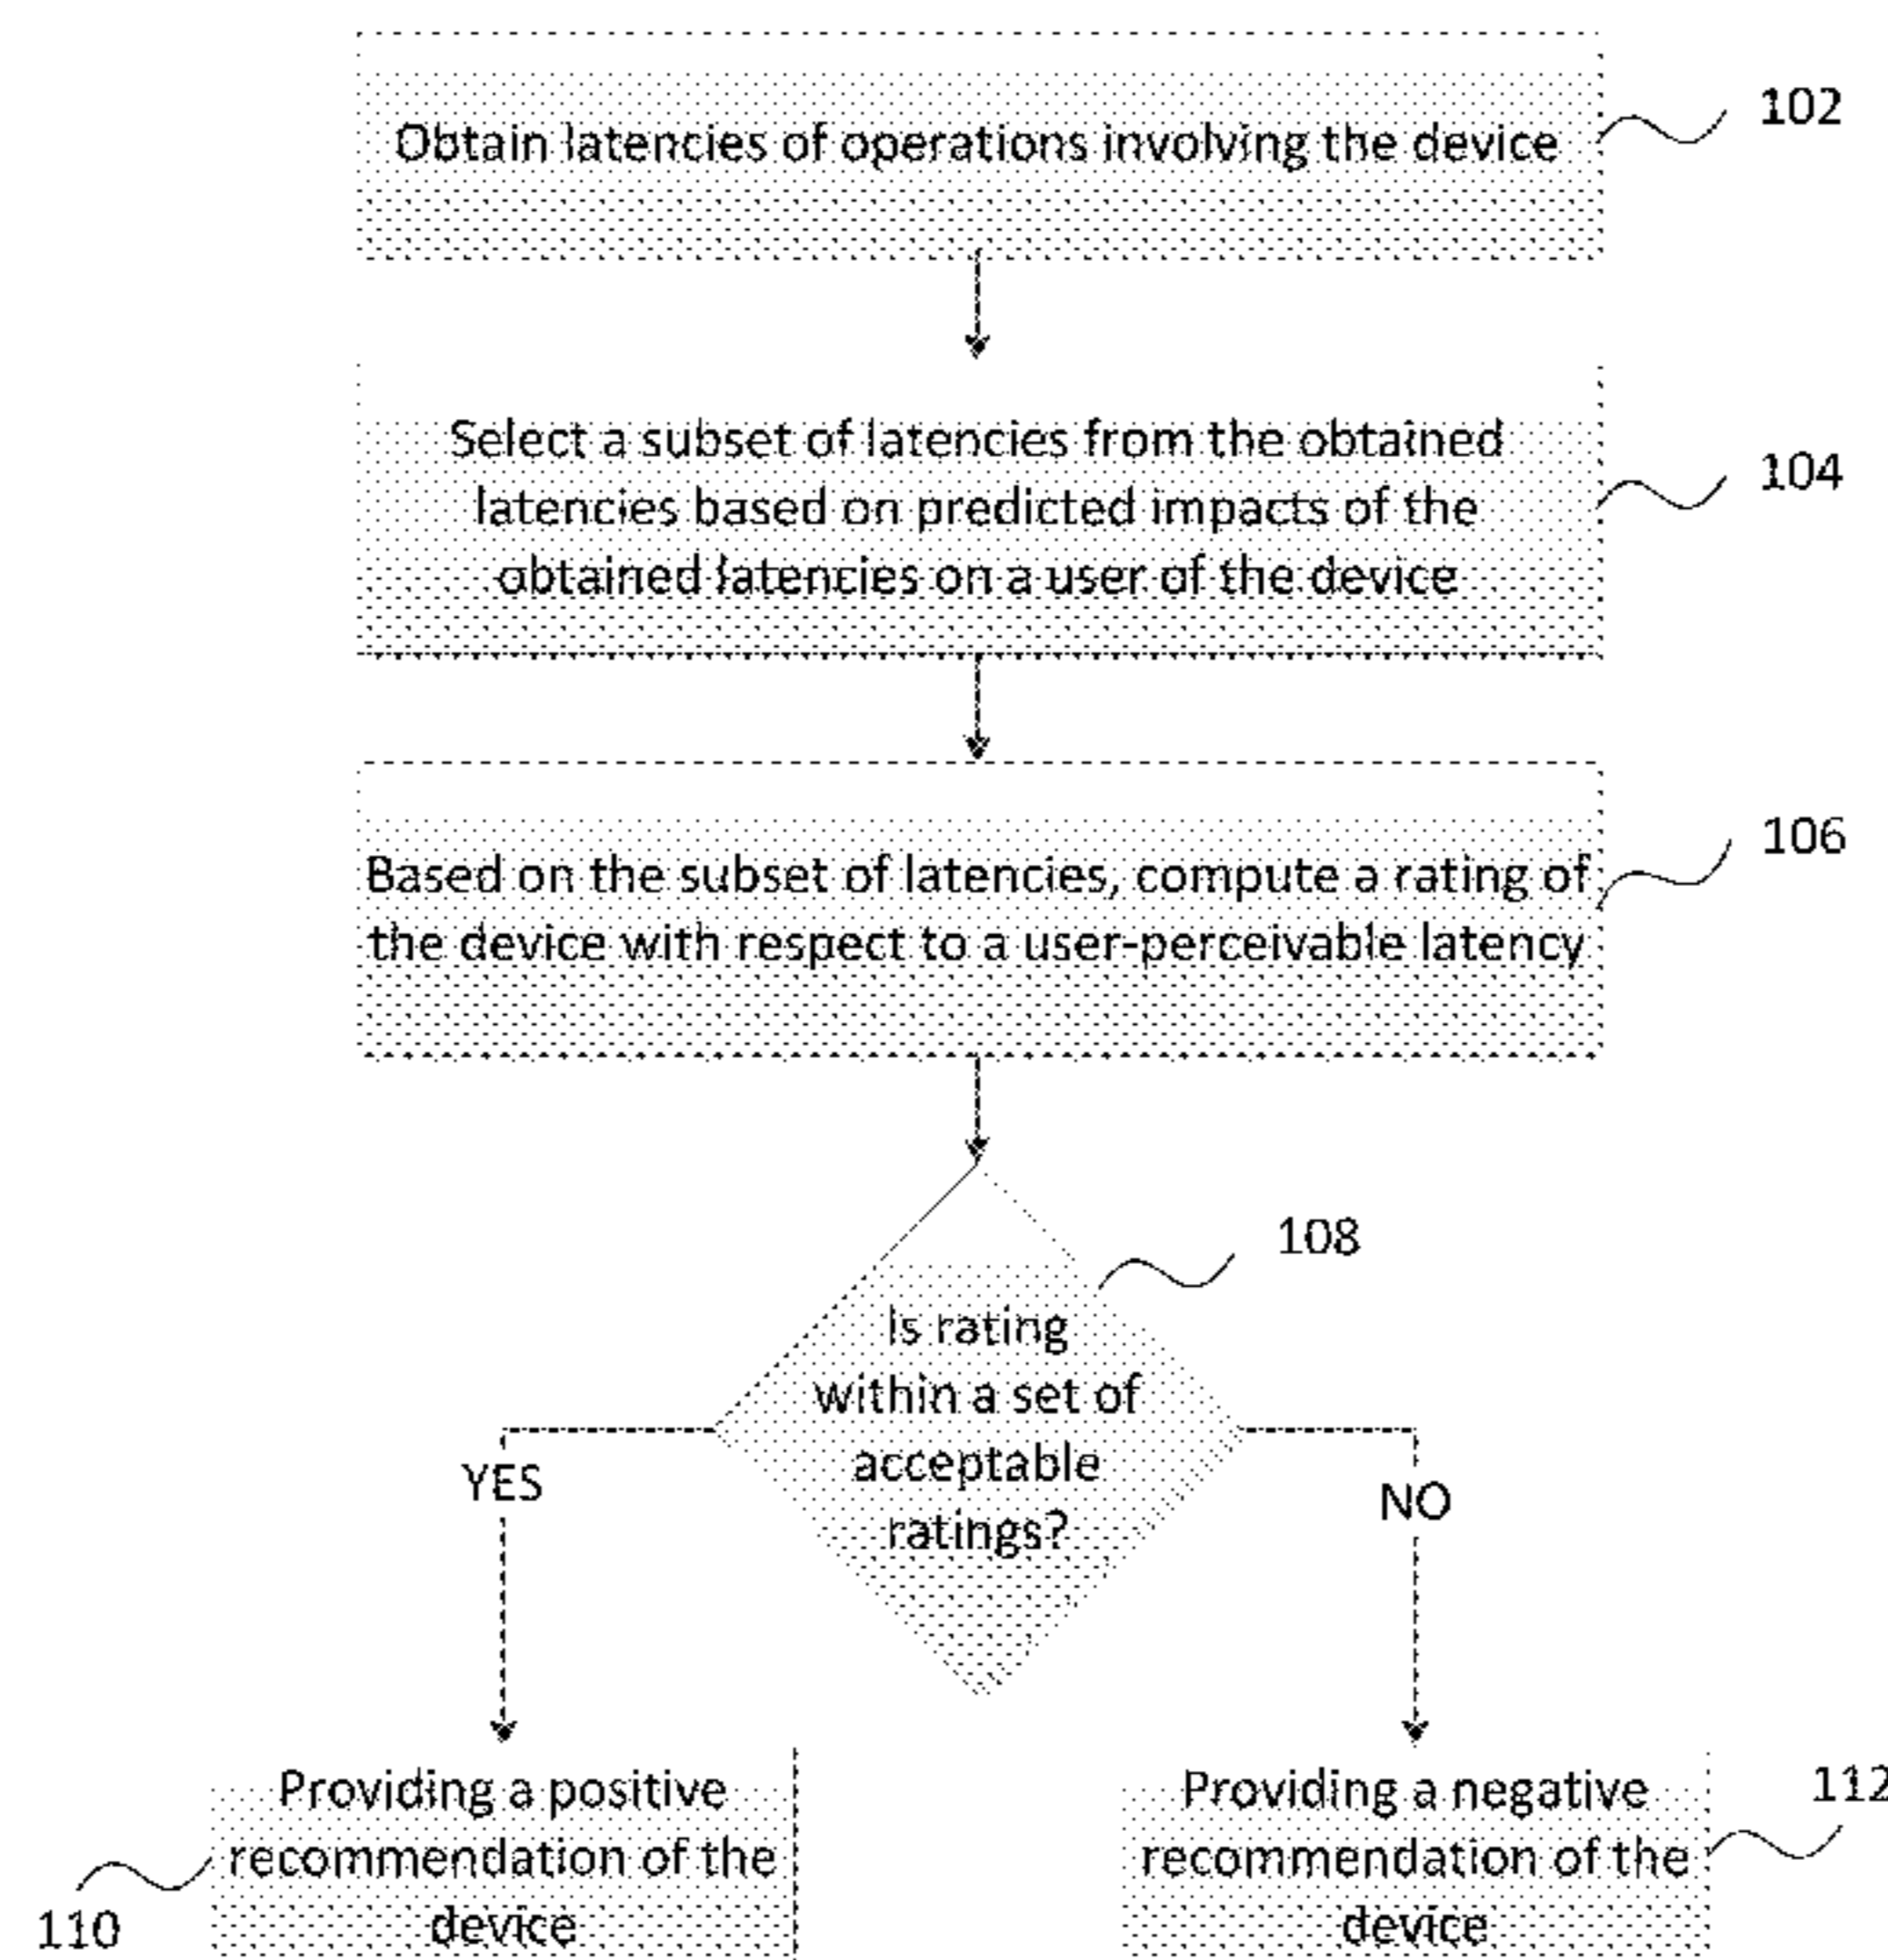 Obtain latencies of operations involving the device
102
Select a subset of latencies from the obtained
latencies based on predicted impacts of the
obtained latencies on a user of the device
104
Based on the subset of latencies, compute a rating of
the device with respect to a user-perceivable latency
106
108
Is rating
within a set of
acceptable
ratings?
YES
NO
Providing a positive
recommendation of the
device
110
Providing a negative
recommendation of the
device
112